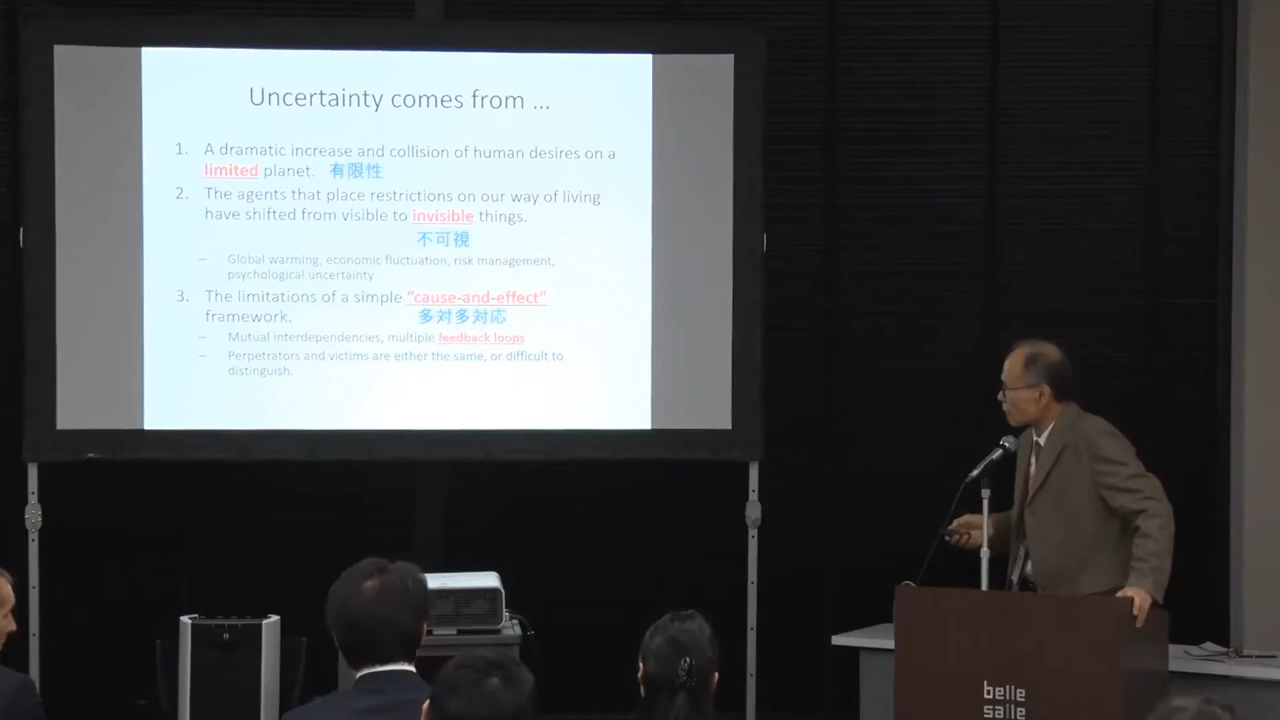 Uncertainty comes from ...
1. A dramatic increase and collision of human desires on a
limited planet. 有限性
2. The agents that place restrictions on our way of living
have shifted from visible to invisible things.
不可視
– Global warming, economic fluctuation, risk management,
psychological uncertainty
3. The limitations of a simple “cause-and-effect”
framework. 多対多対応
– Mutual interdependencies, multiple feedback loops
– Perpetrators and victims are either the same, or difficult to
distinguish.
belle
salle